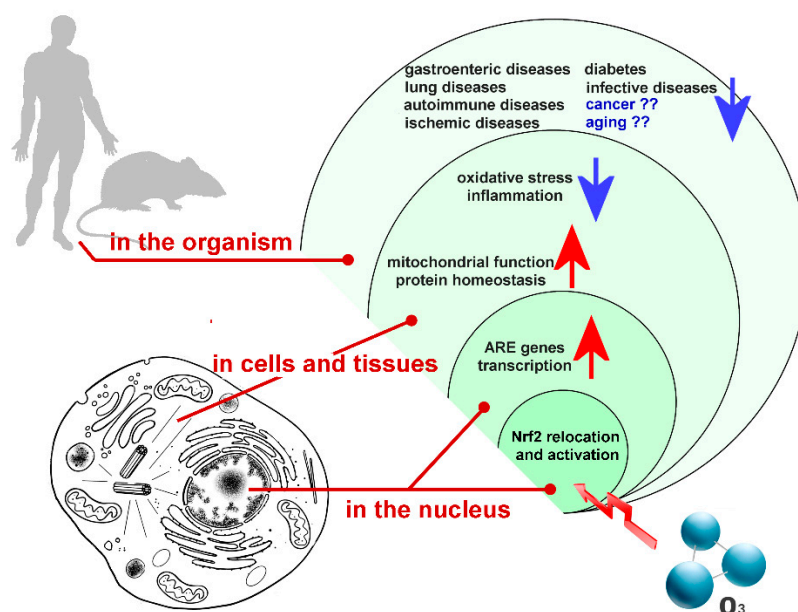 gastroenteric diseases
lung diseases
autoimmune diseases
ischemic diseases
diabetes
infective diseases
cancer ??
aging ??
oxidative stress
inflammation
in the organism
mitochondrial function
protein homeostasis
in cells and tissues
ARE genes
transcription
Nrf2 relocation
and activation
in the nucleus
O3